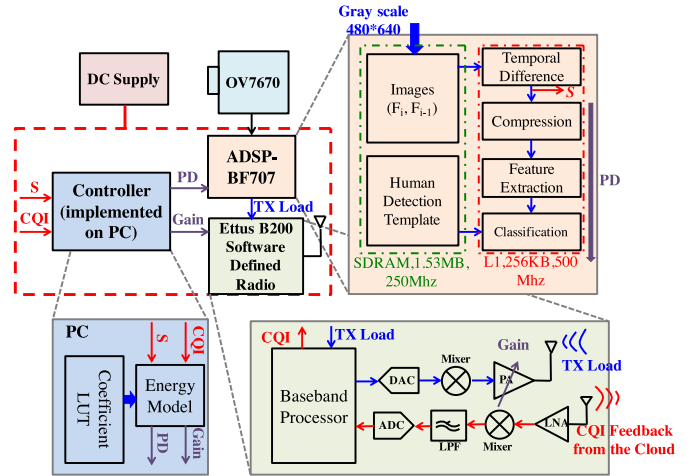 Gray scale
480*640
DC Supply
OV7670
Images
(Fi, Fi-1)
Temporal
Difference
S
Compression
ADSP-
BF707
PD
S
CQI
Controller
(implemented
on PC)
Gain
TX Load
Human
Detection
Template
Feature
Extraction
PD
Classification
Ettus B200
Software
Defined
Radio
SDRAM,1.53MB,
250Mhz
L1,256KB,500
Mhz
PC
S
CQI
Coefficient
LUT
Energy
Model
PD
Gain
CQI
TX Load
Gain
Baseband
Processor
DAC
Mixer
PA
TX Load
ADC
LPF
Mixer
LNA
CQI Feedback
from the Cloud